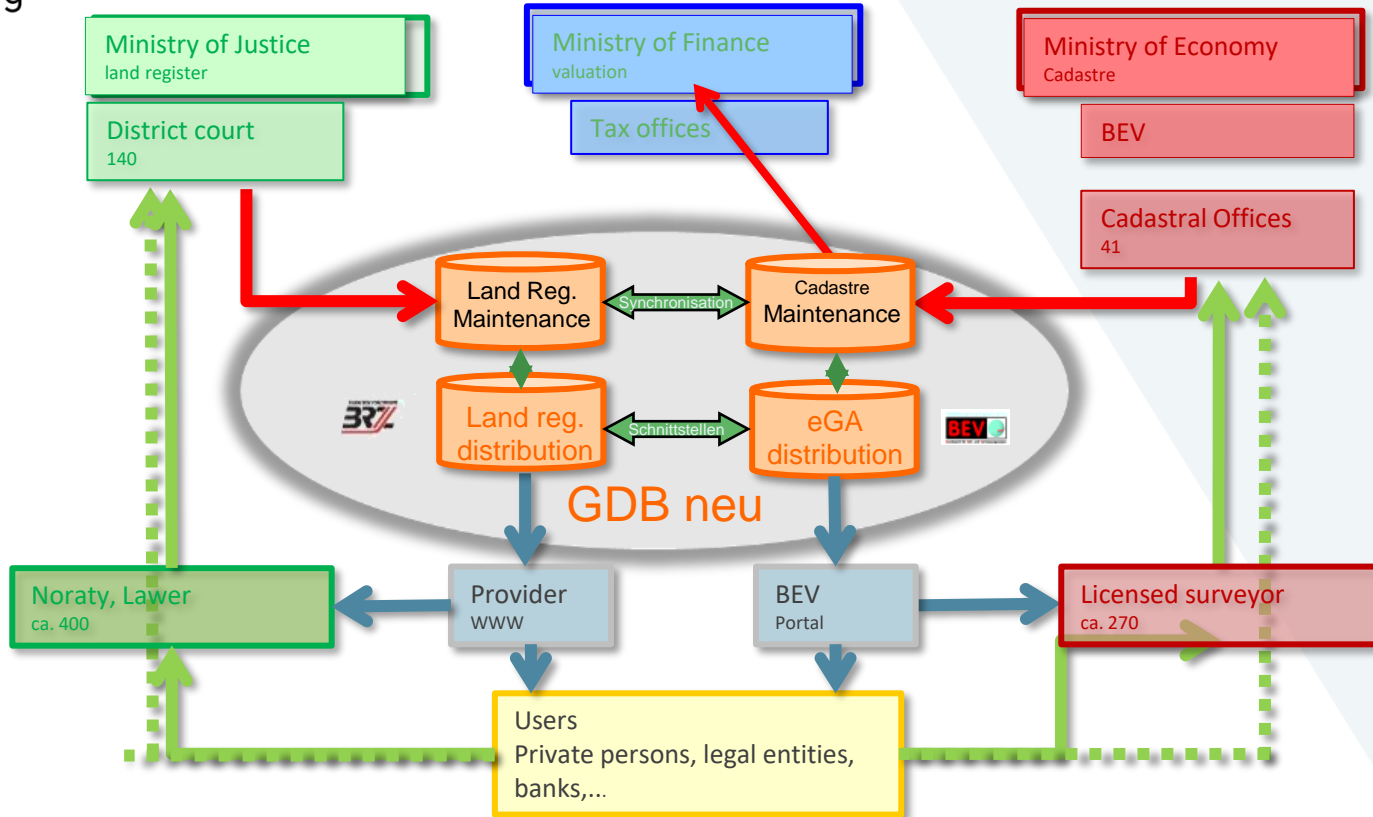 g
Ministry of Justice
land register
District court
140
Ministry of Finance
valuation
Tax offices
Ministry of Economy
Cadastre
BEV
Cadastral Offices
41
Land Reg.
Maintenance
Synchronisation
Cadastre
Maintenance
Land reg.
distribution
Schnittstellen
eGA
distribution
BRZ
BEV
GDB neu
Noraty, Lawer
ca. 400
Provider
WWW
BEV
Portal
Licensed surveyor
ca. 270
Users
Private persons, legal entities,
banks,...